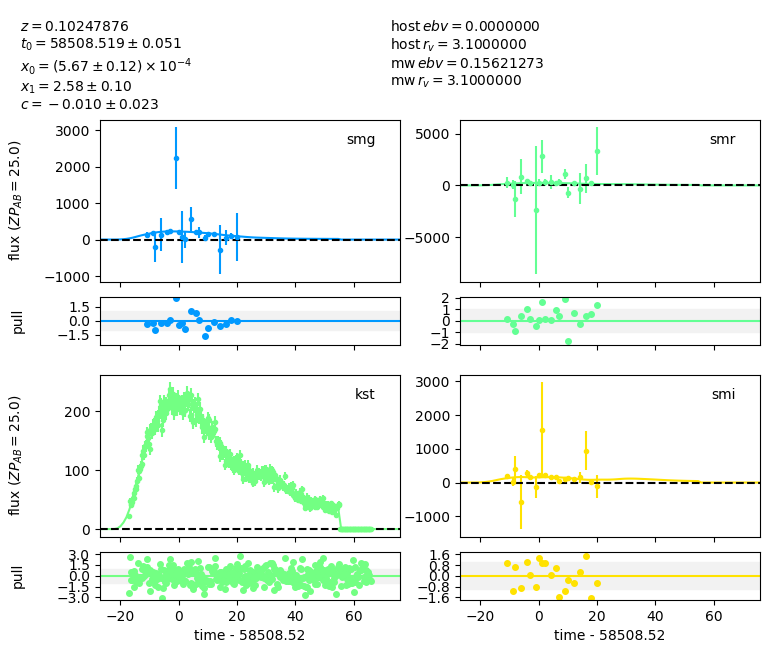 z = 0.10247876
t₀ = 58508.519 ± 0.051
x₀ = (5.67 ± 0.12) × 10⁻⁴
x₁ = 2.58 ± 0.10
c = −0.010 ± 0.023
host ebv = 0.0000000
host rᵥ = 3.1000000
mw ebv = 0.15621273
mw rᵥ = 3.1000000
flux (ZP_AB = 25.0)
3000
2000
1000
0
−1000
smg
5000
0
−5000
smr
pull
1.5
0.0
−1.5
2
1
0
−1
−2
flux (ZP_AB = 25.0)
200
100
0
kst
3000
2000
1000
0
−1000
smi
pull
3.0
1.5
0.0
−1.5
−3.0
−20 0 20 40 60
time - 58508.52
1.6
0.8
0.0
−0.8
−1.6
−20 0 20 40 60
time - 58508.52